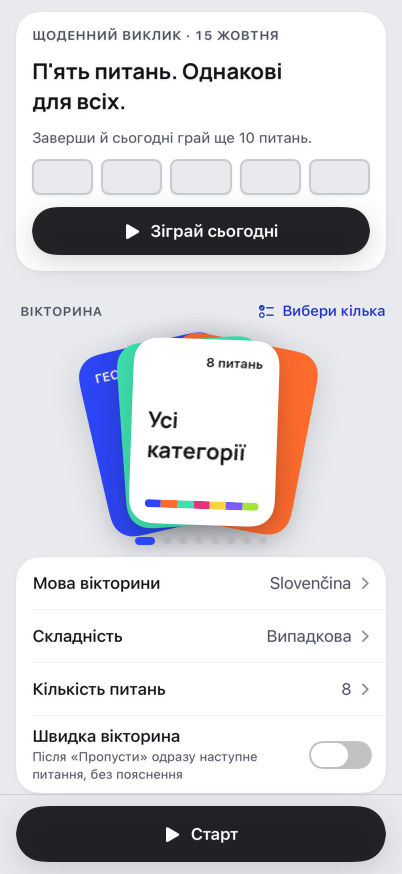 ЩОДЕННИЙ ВИКЛИК · 15 ЖОВТНЯ
П'ять питань. Однакові
для всіх.
Заверши й сьогодні грай ще 10 питань.
Зіграй сьогодні
ВІКТОРИНА
Вибери кілька
8 питань
Усі
категорії
Мова вікторини
Slovenčina
Складність
Випадкова
Кількість питань
8
Швидка вікторина
Після «Пропусти» одразу наступне
питання, без пояснення
Старт